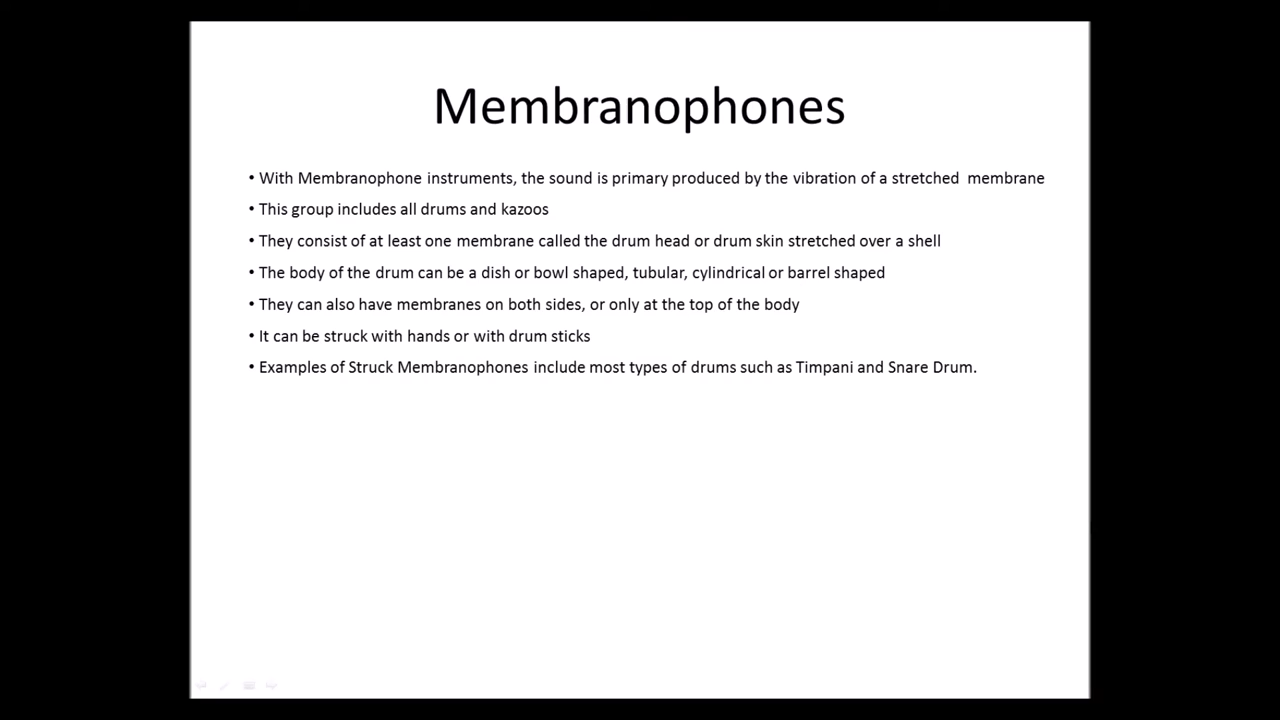 Membranophones
• With Membranophone instruments, the sound is primary produced by the vibration of a stretched membrane
• This group includes all drums and kazoos
• They consist of at least one membrane called the drum head or drum skin stretched over a shell
• The body of the drum can be a dish or bowl shaped, tubular, cylindrical or barrel shaped
• They can also have membranes on both sides, or only at the top of the body
• It can be struck with hands or with drum sticks
• Examples of Struck Membranophones include most types of drums such as Timpani and Snare Drum.